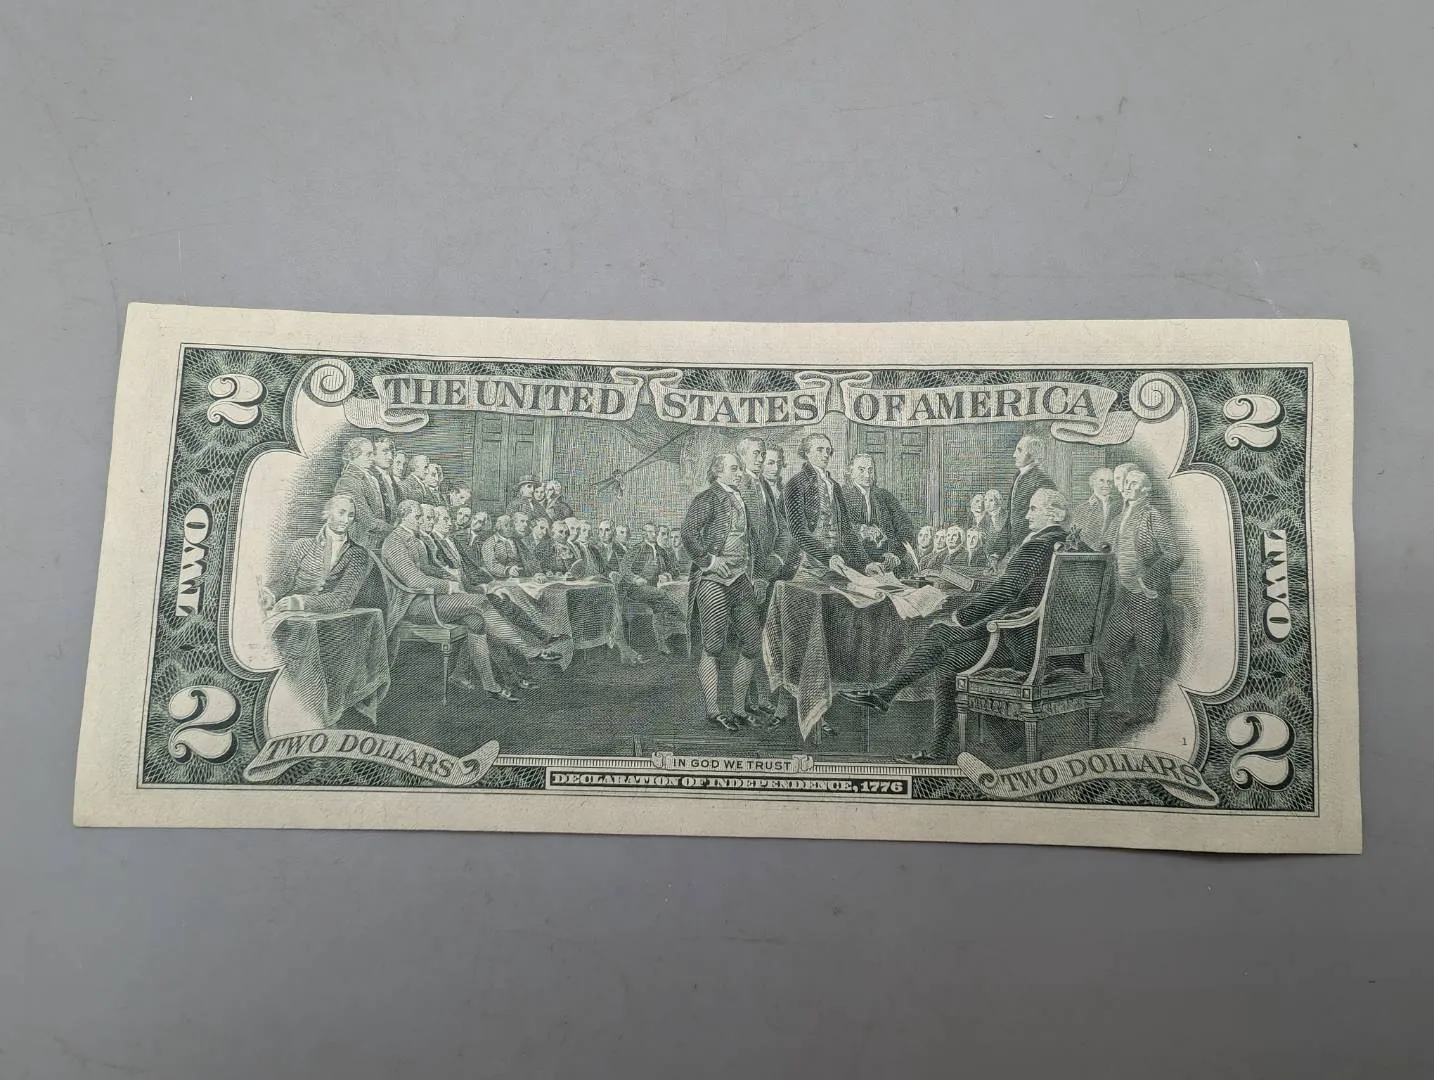 2 THE UNITED STATES OF AMERICA 2
TWO TWO
2 2
TWO DOLLARS IN GOD WE TRUST TWO DOLLARS
DECLARATION OF INDEPENDENCE, 1776
1